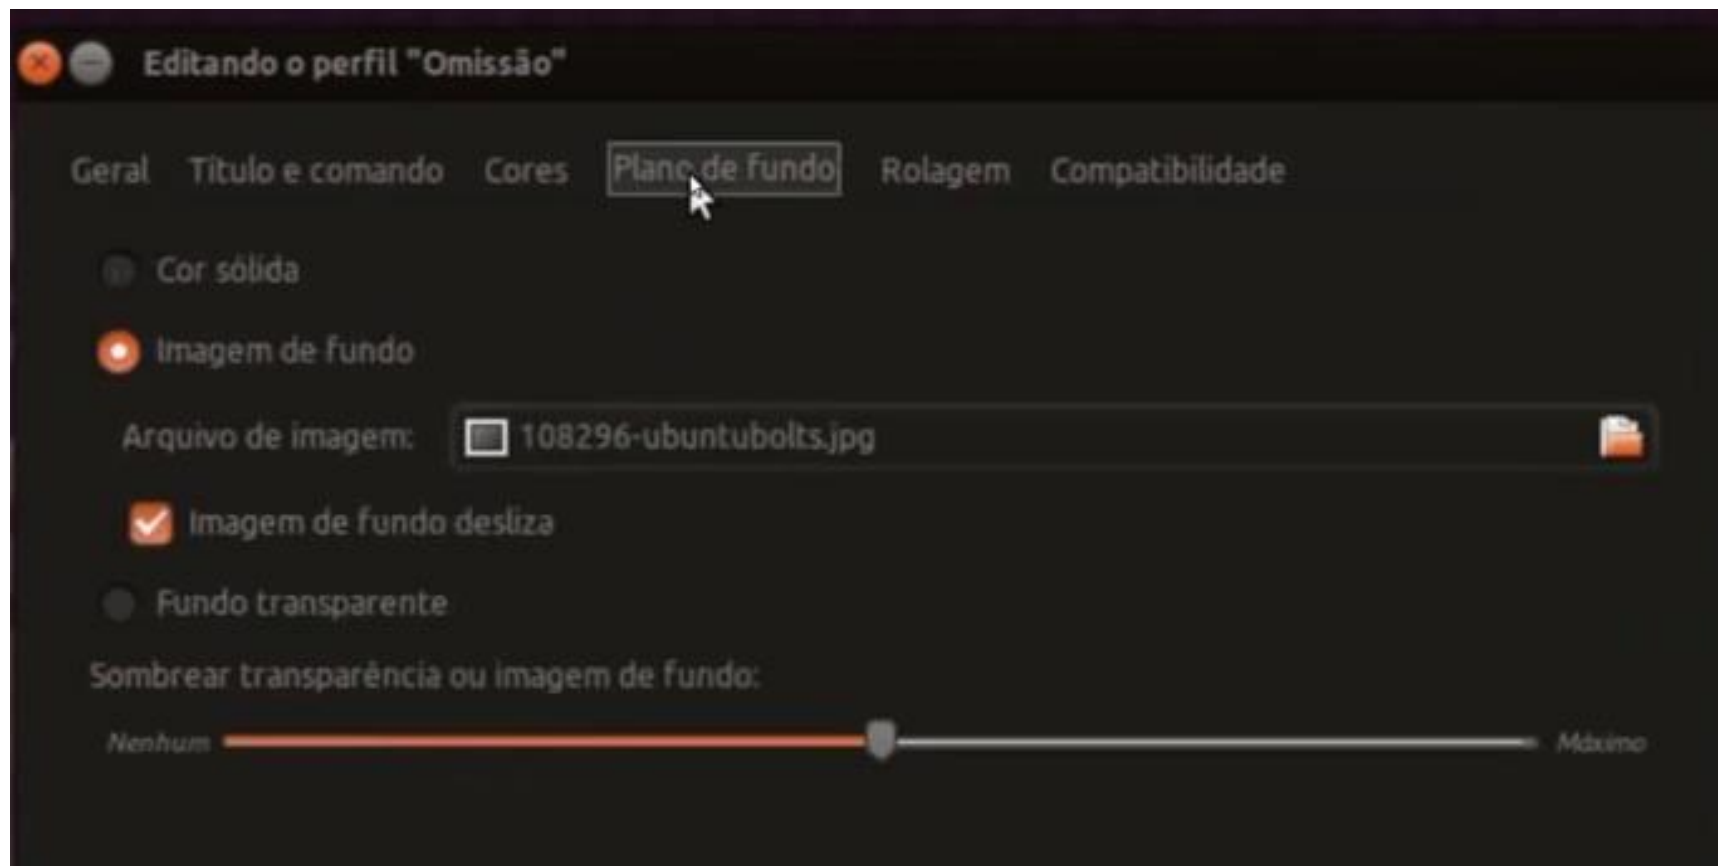 Editando o perfil "Omissão"
Geral Título e comando Cores Plano de fundo Rolagem Compatibilidade
Cor sólida
Imagem de fundo
Arquivo de imagem: 108296-ubuntubolts.jpg
Imagem de fundo desliza
Fundo transparente
Sombrear transparência ou imagem de fundo:
Nenhum Máximo